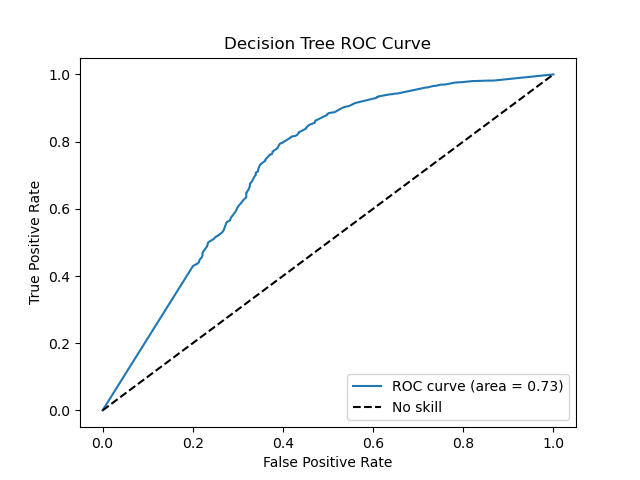 Decision Tree ROC Curve
True Positive Rate
1.0
0.8
0.6
0.4
0.2
0.0
0.0 0.2 0.4 0.6 0.8 1.0
False Positive Rate
ROC curve (area = 0.73)
No skill